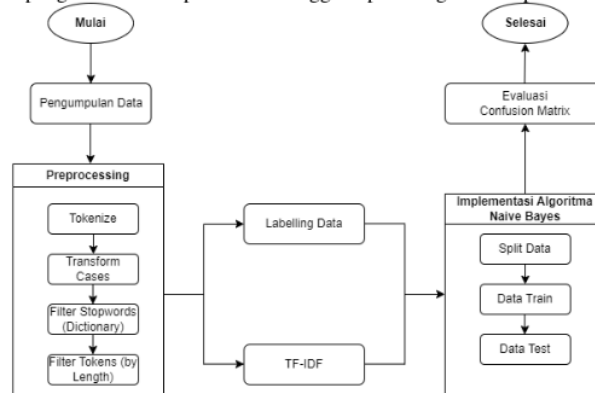 Mulai
Selesai
Pengumpulan Data
Evaluasi
Confusion Matrix
Preprocessing
Tokenize
Transform
Cases
Filter Stopwords
(Dictionary)
Filter Tokens (by
Length)
Labelling Data
TF-IDF
Implementasi Algoritma
Naive Bayes
Split Data
Data Train
Data Test